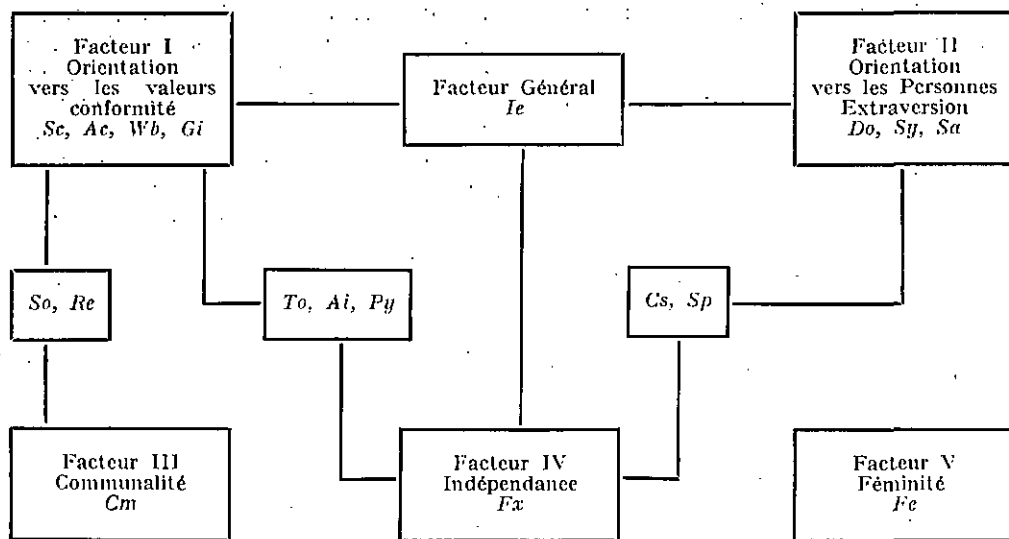 Facteur I
Orientation
vers les valeurs
conformité
Sc, Ac, Wb, Gi
Facteur Général
Ie
Facteur II
Orientation
vers les Personnes
Extraversion
Do, Sy, Sa
So, Re
To, Ai, Py
Cs, Sp
Facteur III
Communalité
Cm
Facteur IV
Indépendance
Fx
Facteur V
Féminité
Fe